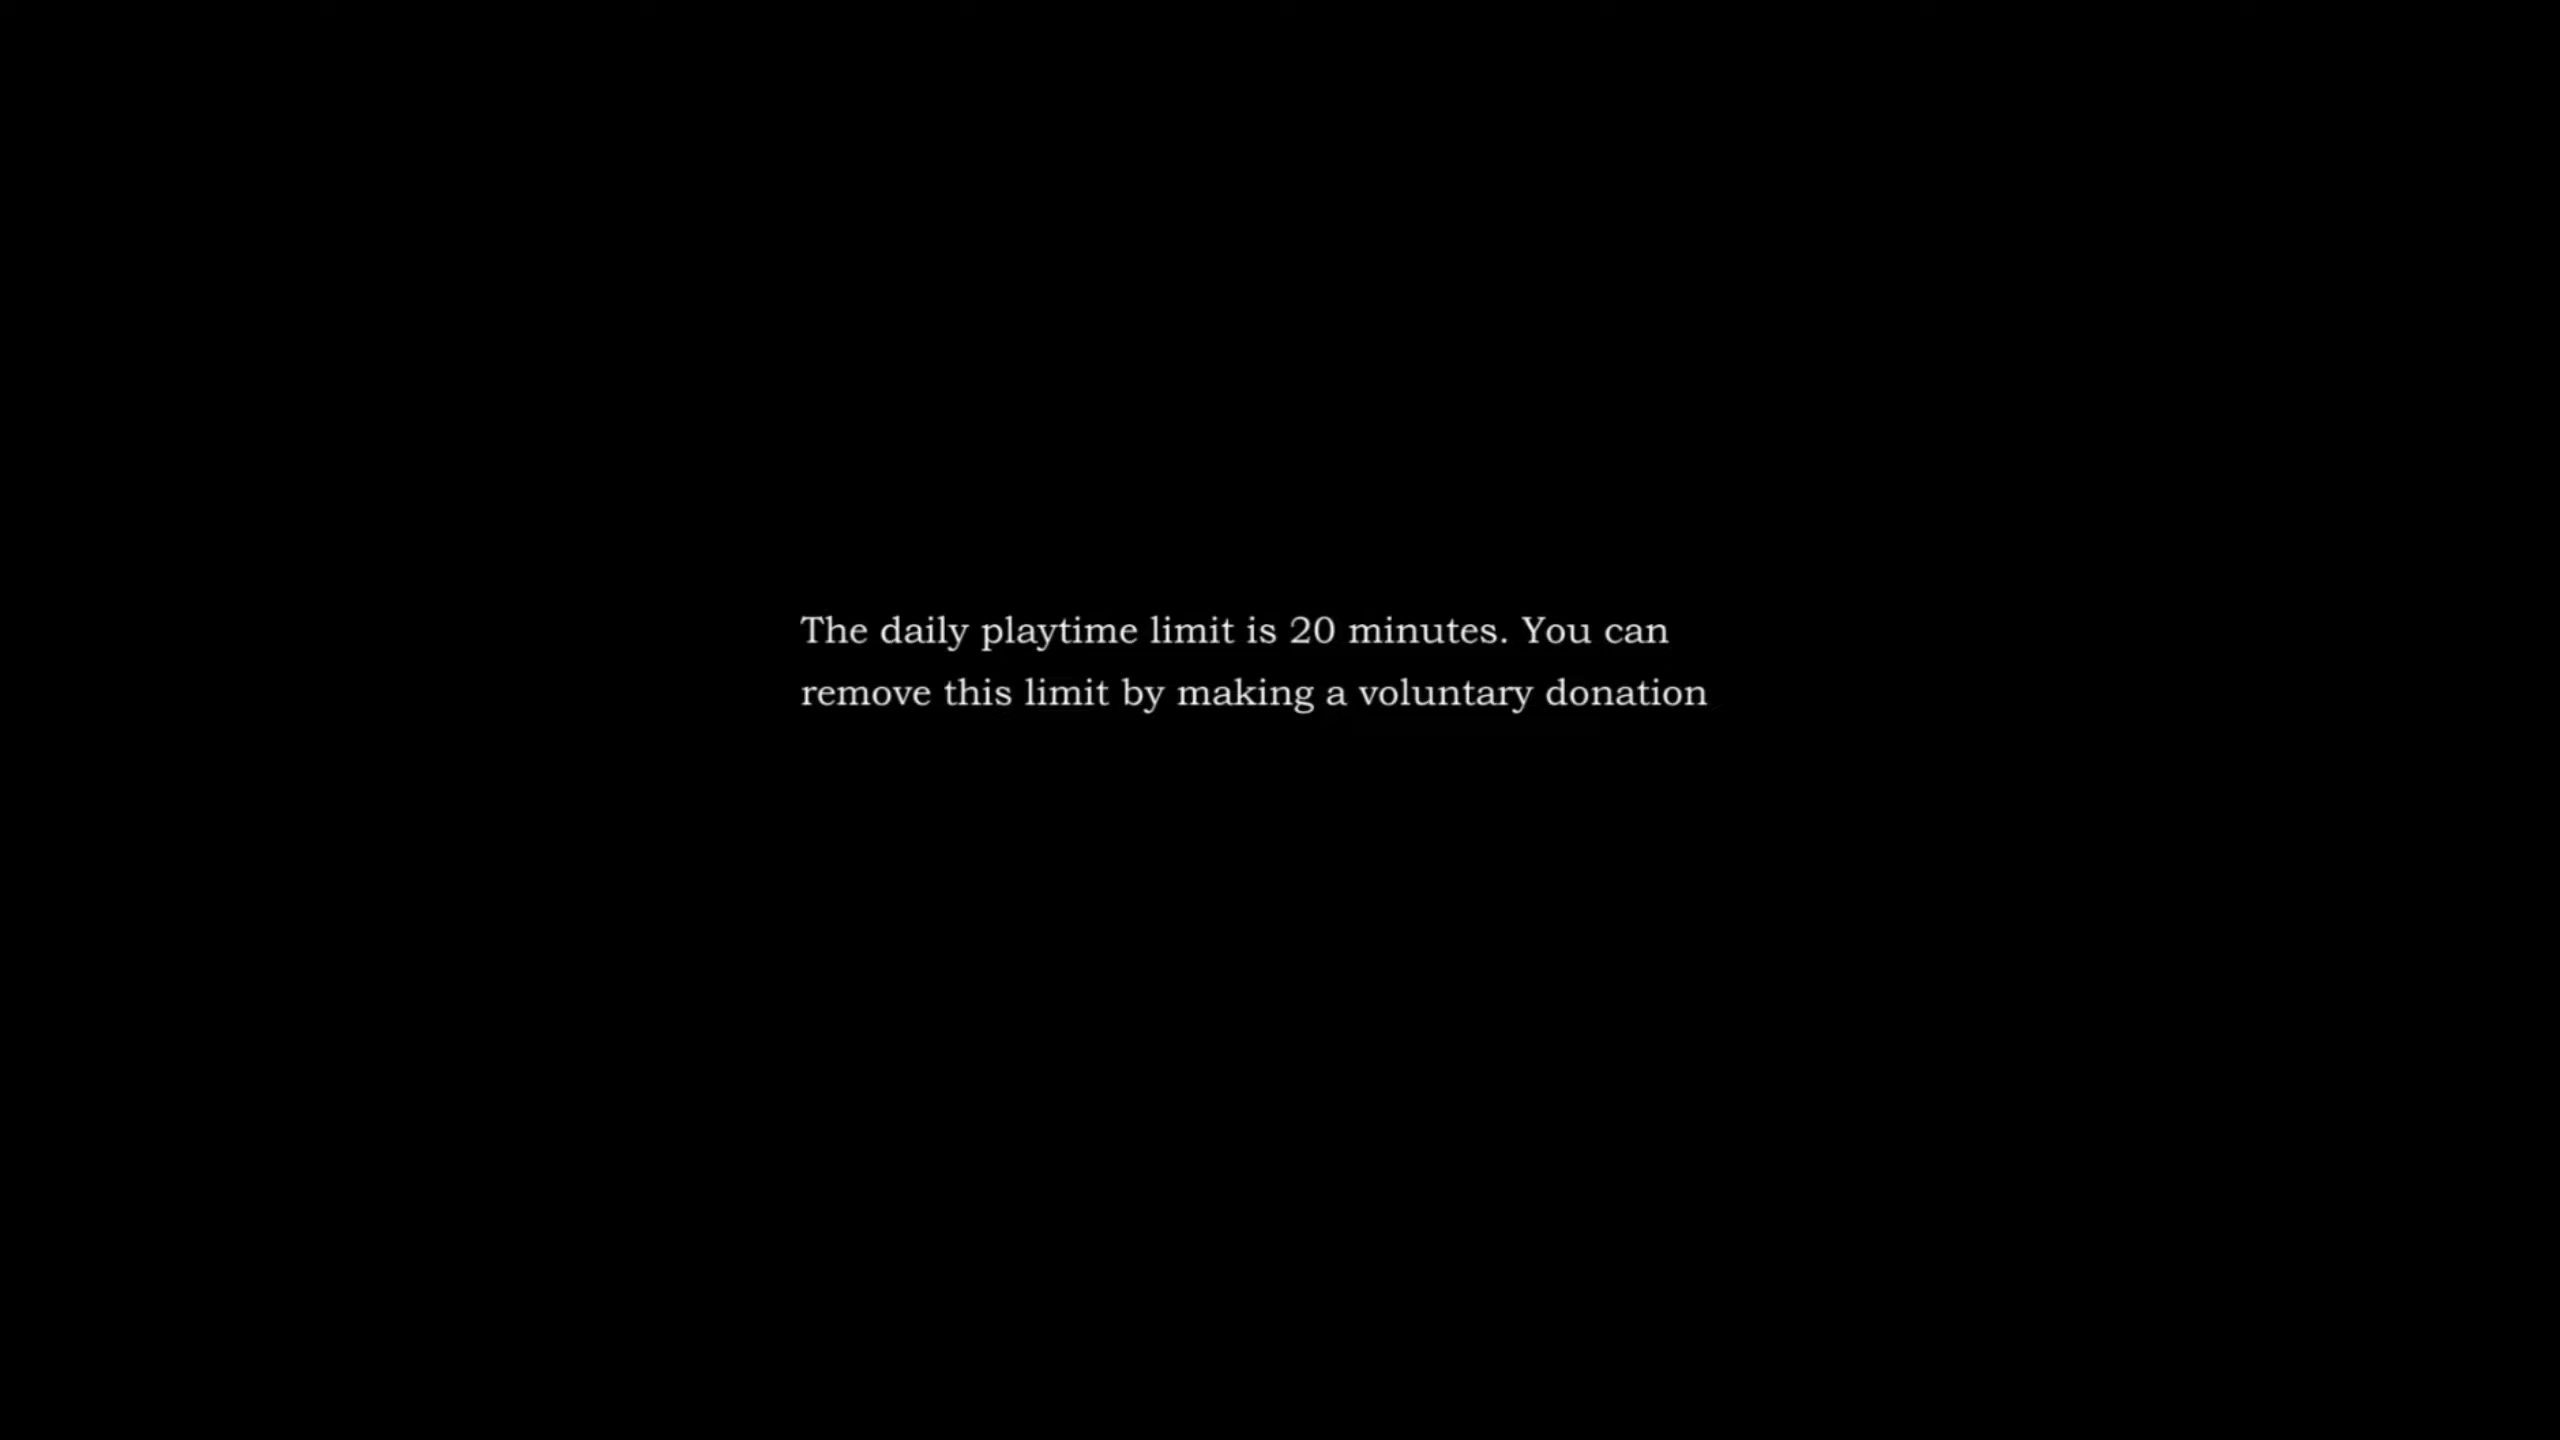 The daily playtime limit is 20 minutes. You can
remove this limit by making a voluntary donation